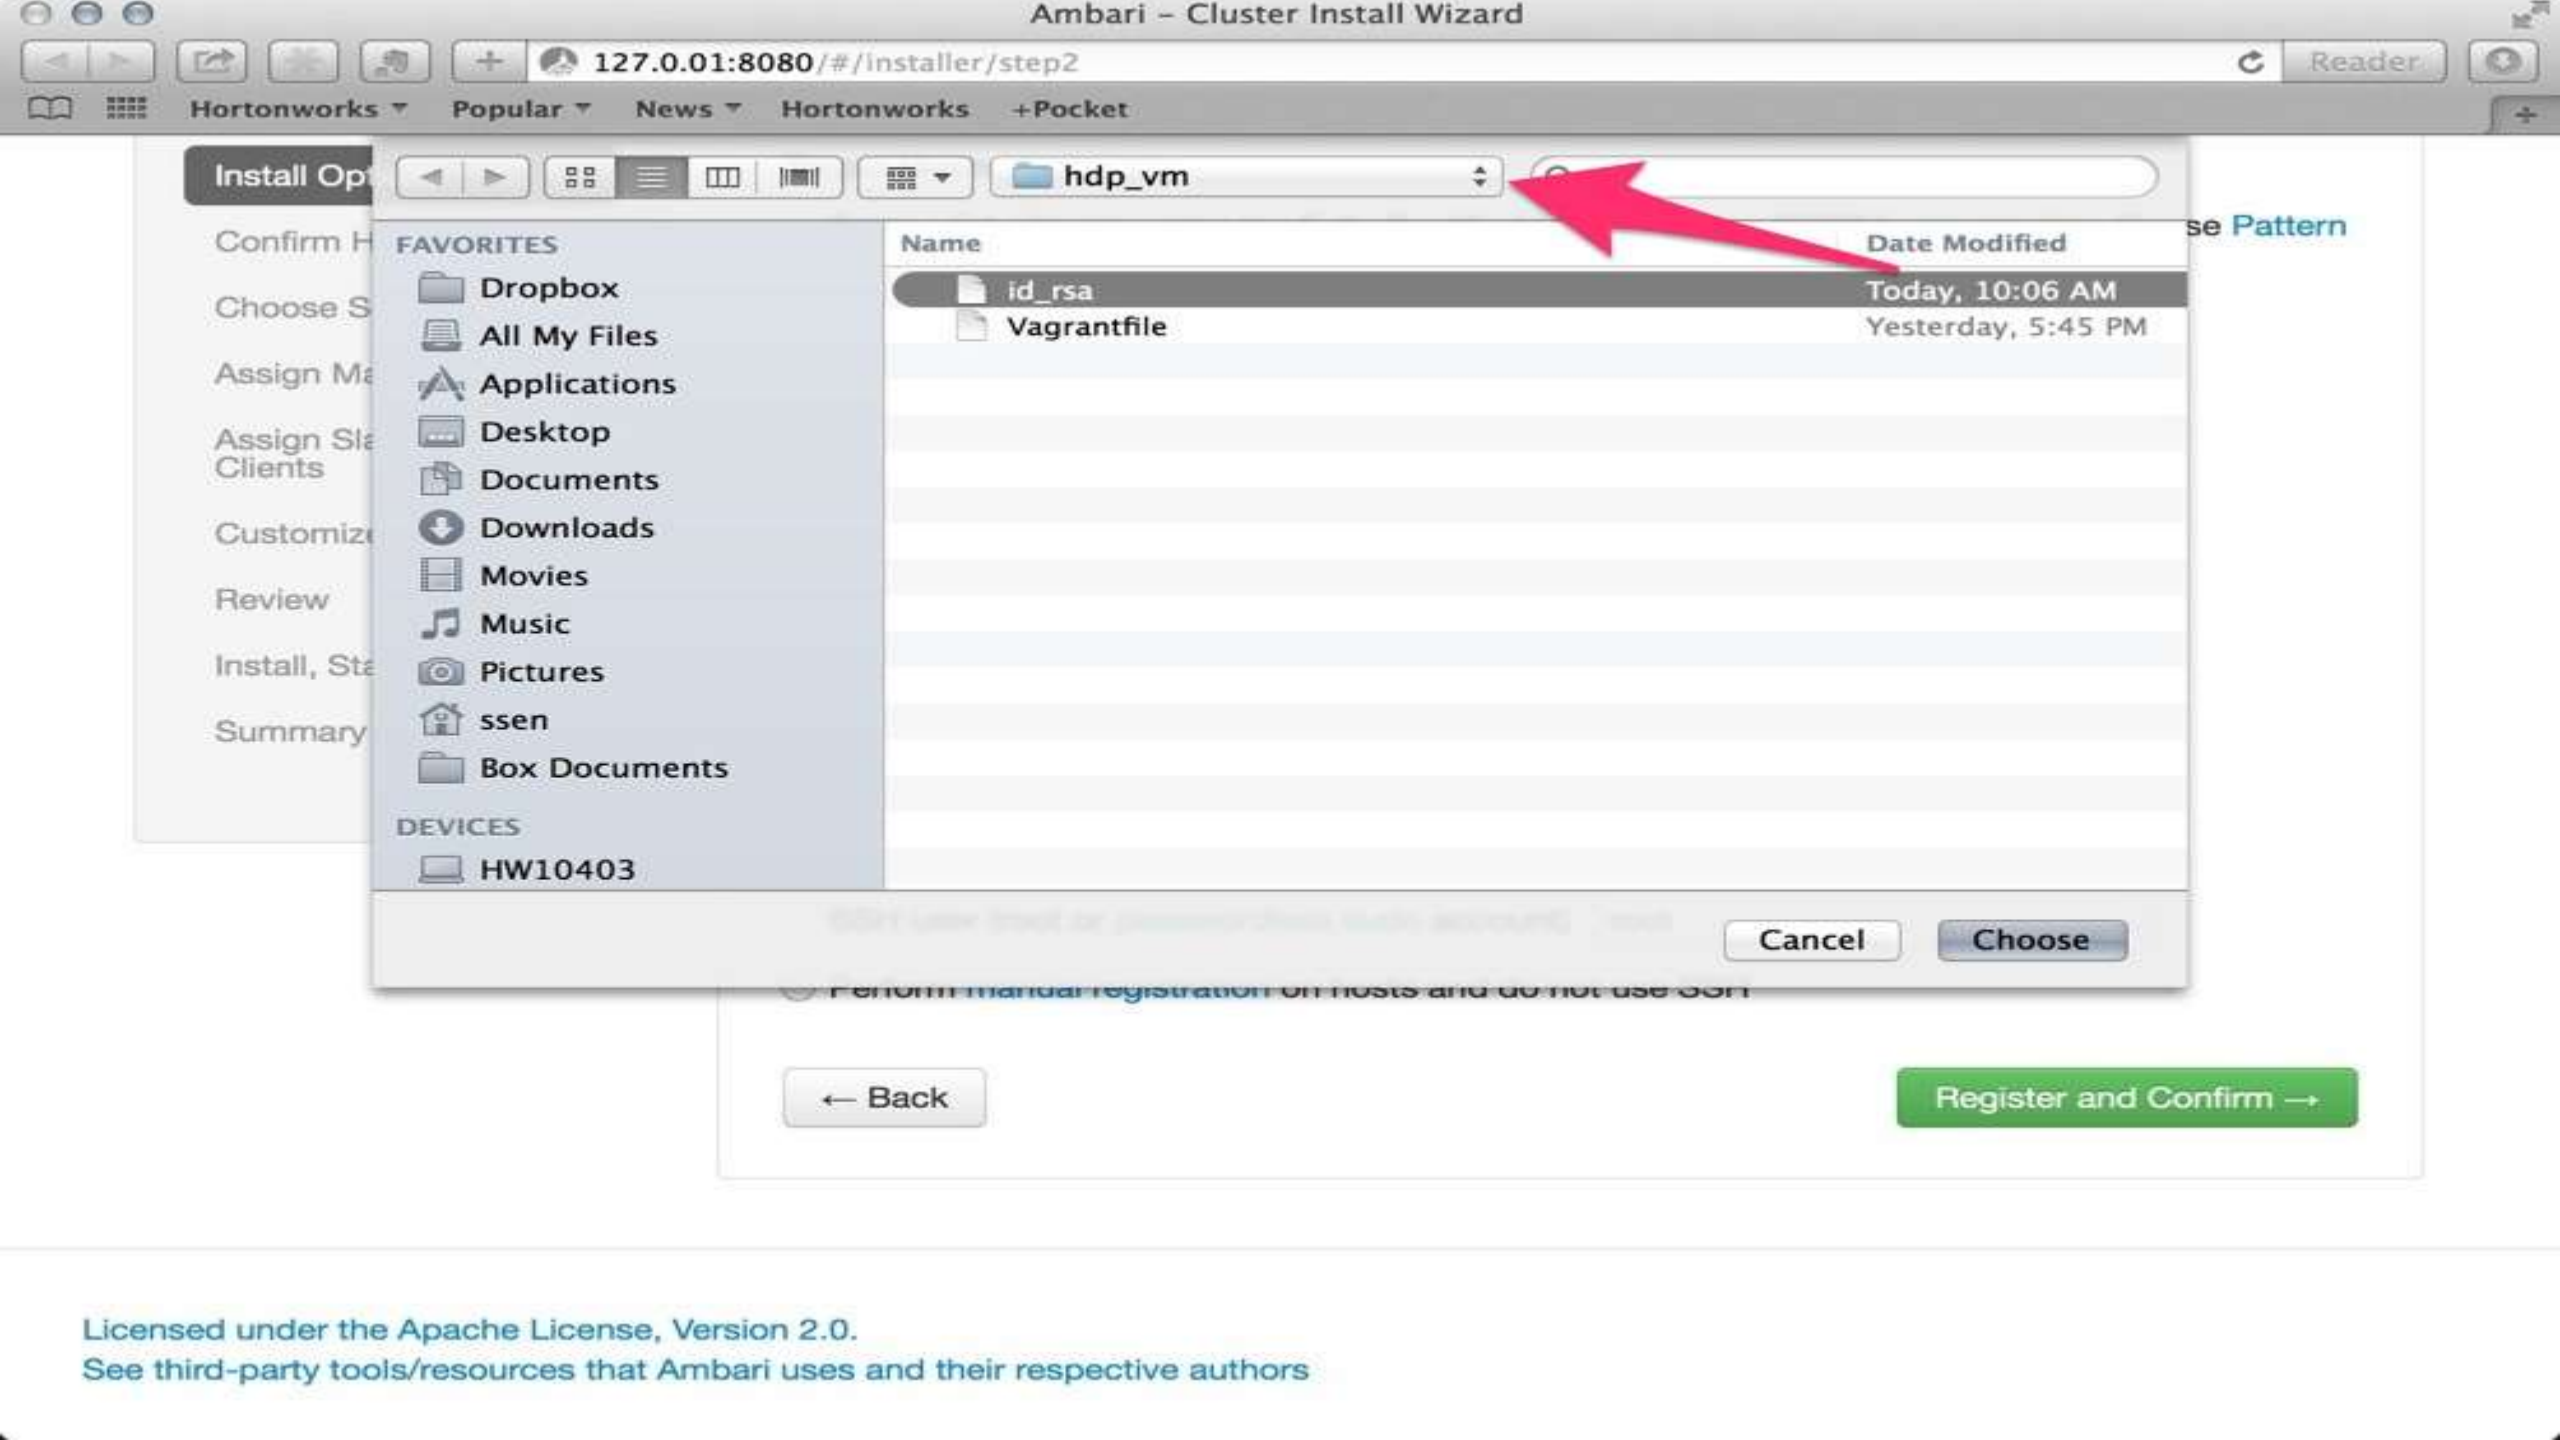 Ambari – Cluster Install Wizard
127.0.01:8080/#/installer/step2
Reader
Hortonworks Popular News Hortonworks +Pocket
Install Opt
hdp_vm
se Pattern
Confirm H
Choose S
Assign Ma
Assign Sla
Clients
Customize
Review
Install, Sta
Summary
FAVORITES
Dropbox
All My Files
Applications
Desktop
Documents
Downloads
Movies
Music
Pictures
ssen
Box Documents
DEVICES
HW10403
Name Date Modified
id_rsa Today, 10:06 AM
Vagrantfile Yesterday, 5:45 PM
Cancel Choose
Perform manual registration on hosts and do not use SSH
← Back
Register and Confirm →
Licensed under the Apache License, Version 2.0.
See third-party tools/resources that Ambari uses and their respective authors